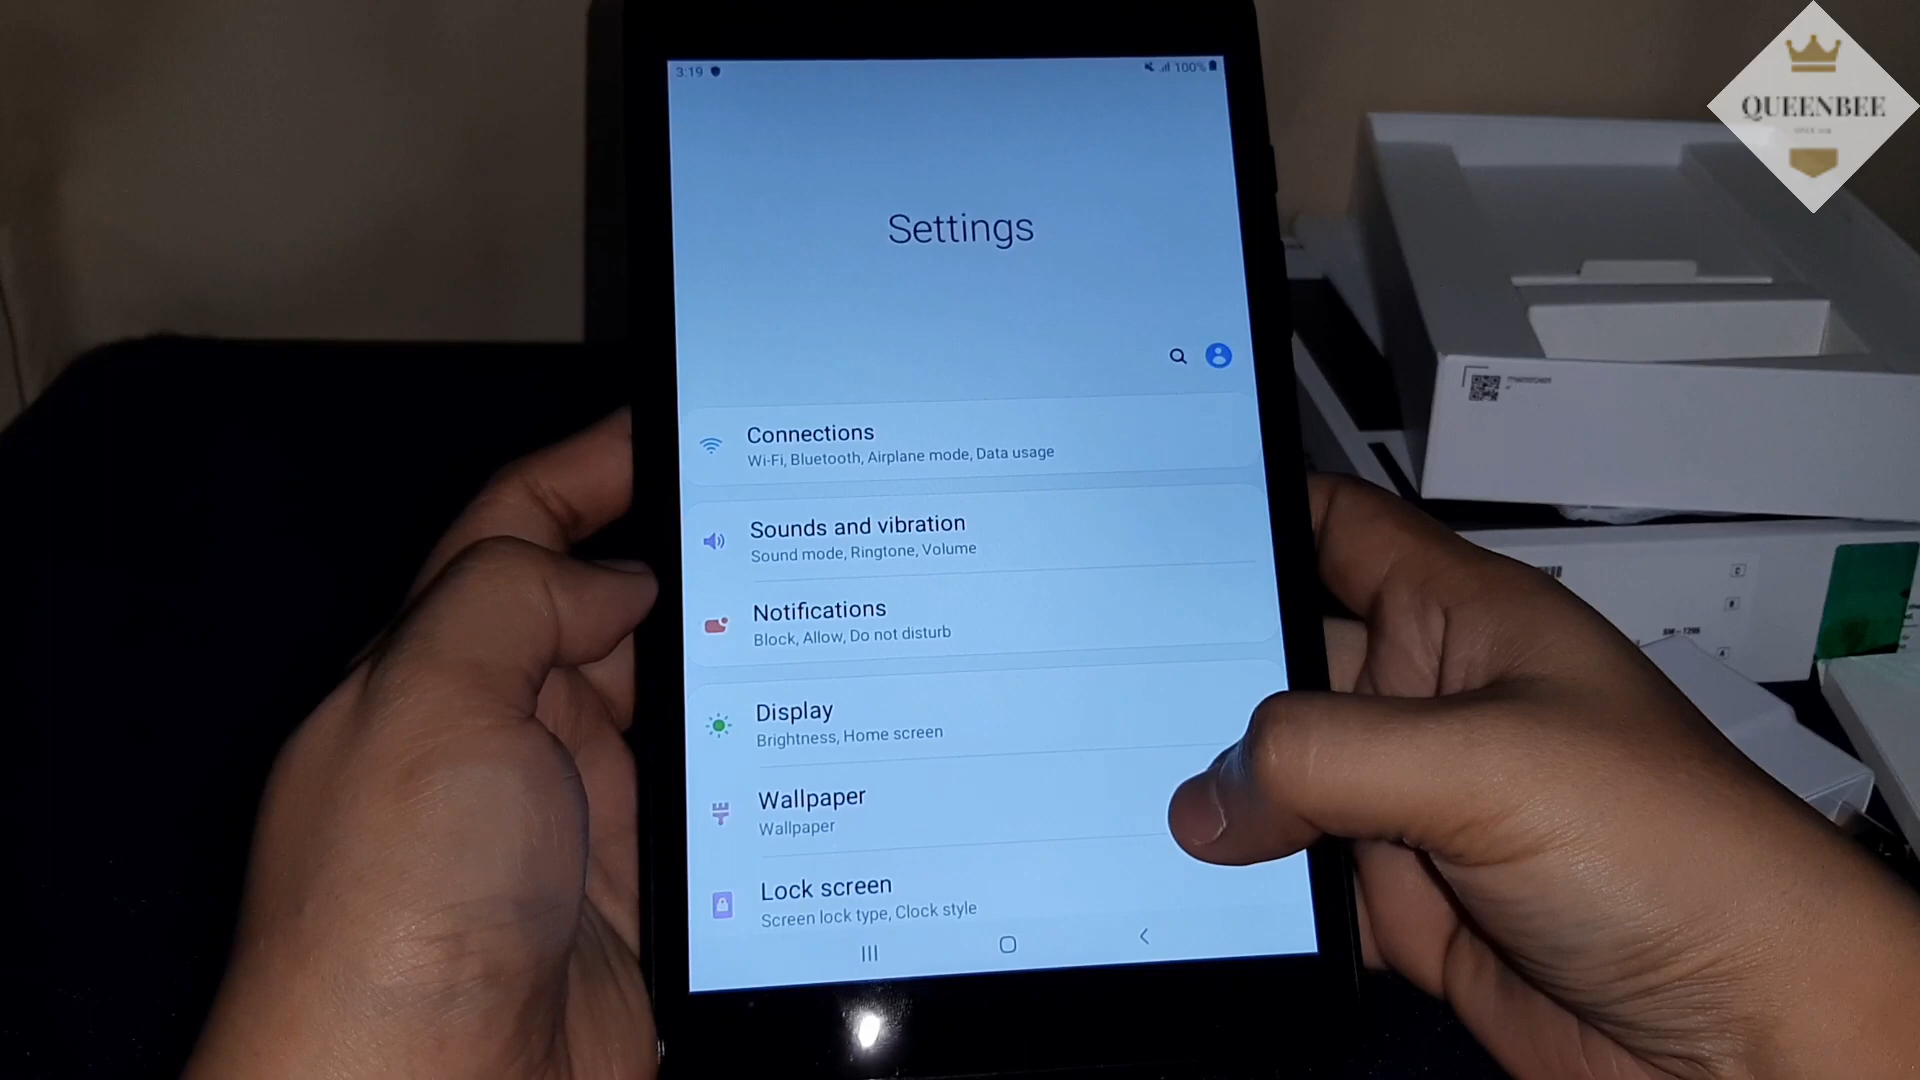 3:19
100%
QUEENBEE
Settings
Connections
Wi-Fi, Bluetooth, Airplane mode, Data usage
Sounds and vibration
Sound mode, Ringtone, Volume
Notifications
Block, Allow, Do not disturb
Display
Brightness, Home screen
Wallpaper
Wallpaper
Lock screen
Screen lock type, Clock style
C
B
A